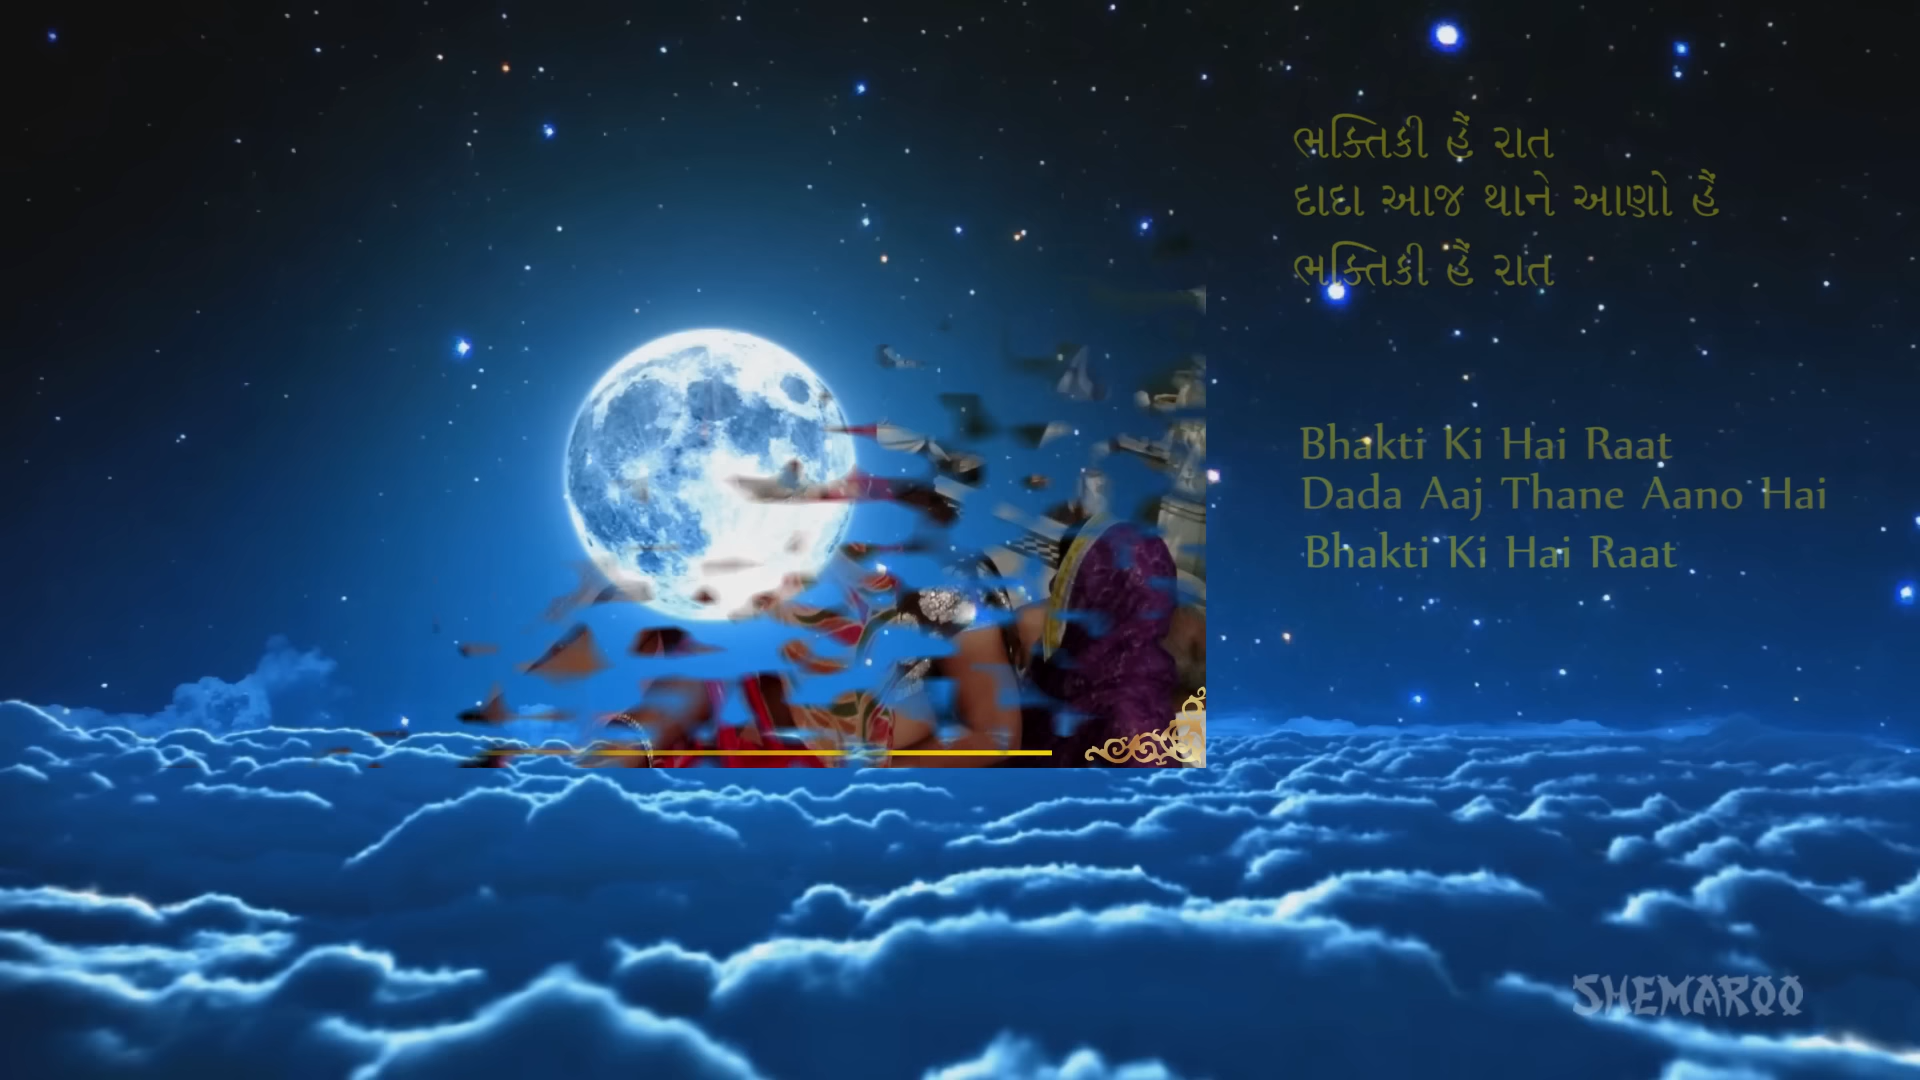 ભક્તિકી હૈ રાત
દાદા આજ થાને આણો હૈ
ભક્તિકી હૈ રાત
Bhakti Ki Hai Raat
Dada Aaj Thane Aano Hai
Bhakti Ki Hai Raat
SHEMAROO